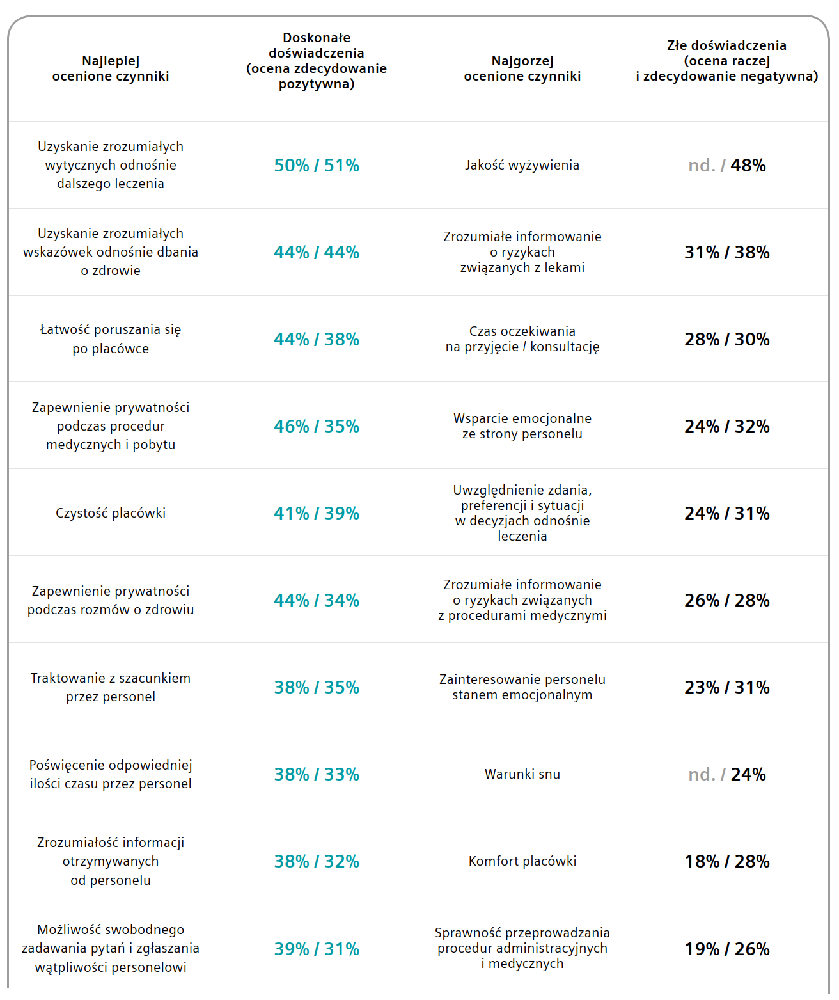 Najlepiej
ocenione czynniki
Doskonałe
doświadczenia
(ocena zdecydowanie
pozytywna)
Najgorzej
ocenione czynniki
Złe doświadczenia
(ocena raczej
i zdecydowanie negatywna)
Uzyskanie zrozumiałych
wytycznych odnośnie
dalszego leczenia
50% / 51%
Jakość wyżywienia
nd. / 48%
Uzyskanie zrozumiałych
wskazówek odnośnie dbania
o zdrowie
44% / 44%
Zrozumiałe informowanie
o ryzykach
związanych z lekami
31% / 38%
Łatwość poruszania się
po placówce
44% / 38%
Czas oczekiwania
na przyjęcie / konsultację
28% / 30%
Zapewnienie prywatności
podczas procedur
medycznych i pobytu
46% / 35%
Wsparcie emocjonalne
ze strony personelu
24% / 32%
Czystość placówki
41% / 39%
Uwzględnienie zdania,
preferencji i sytuacji
w decyzjach odnośnie
leczenia
24% / 31%
Zapewnienie prywatności
podczas rozmów o zdrowiu
44% / 34%
Zrozumiałe informowanie
o ryzykach związanych
z procedurami medycznymi
26% / 28%
Traktowanie z szacunkiem
przez personel
38% / 35%
Zainteresowanie personelu
stanem emocjonalnym
23% / 31%
Poświęcenie odpowiedniej
ilości czasu przez personel
38% / 33%
Warunki snu
nd. / 24%
Zrozumiałość informacji
otrzymywanych
od personelu
38% / 32%
Komfort placówki
18% / 28%
Możliwość swobodnego
zadawania pytań i zgłaszania
wątpliwości personelowi
39% / 31%
Sprawność przeprowadzania
procedur administracyjnych
i medycznych
19% / 26%